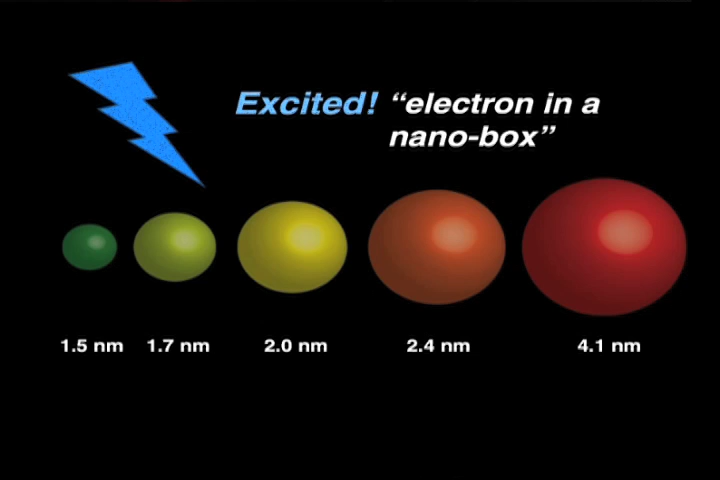 Excited! “electron in a
nano-box”
1.5 nm 1.7 nm 2.0 nm 2.4 nm 4.1 nm